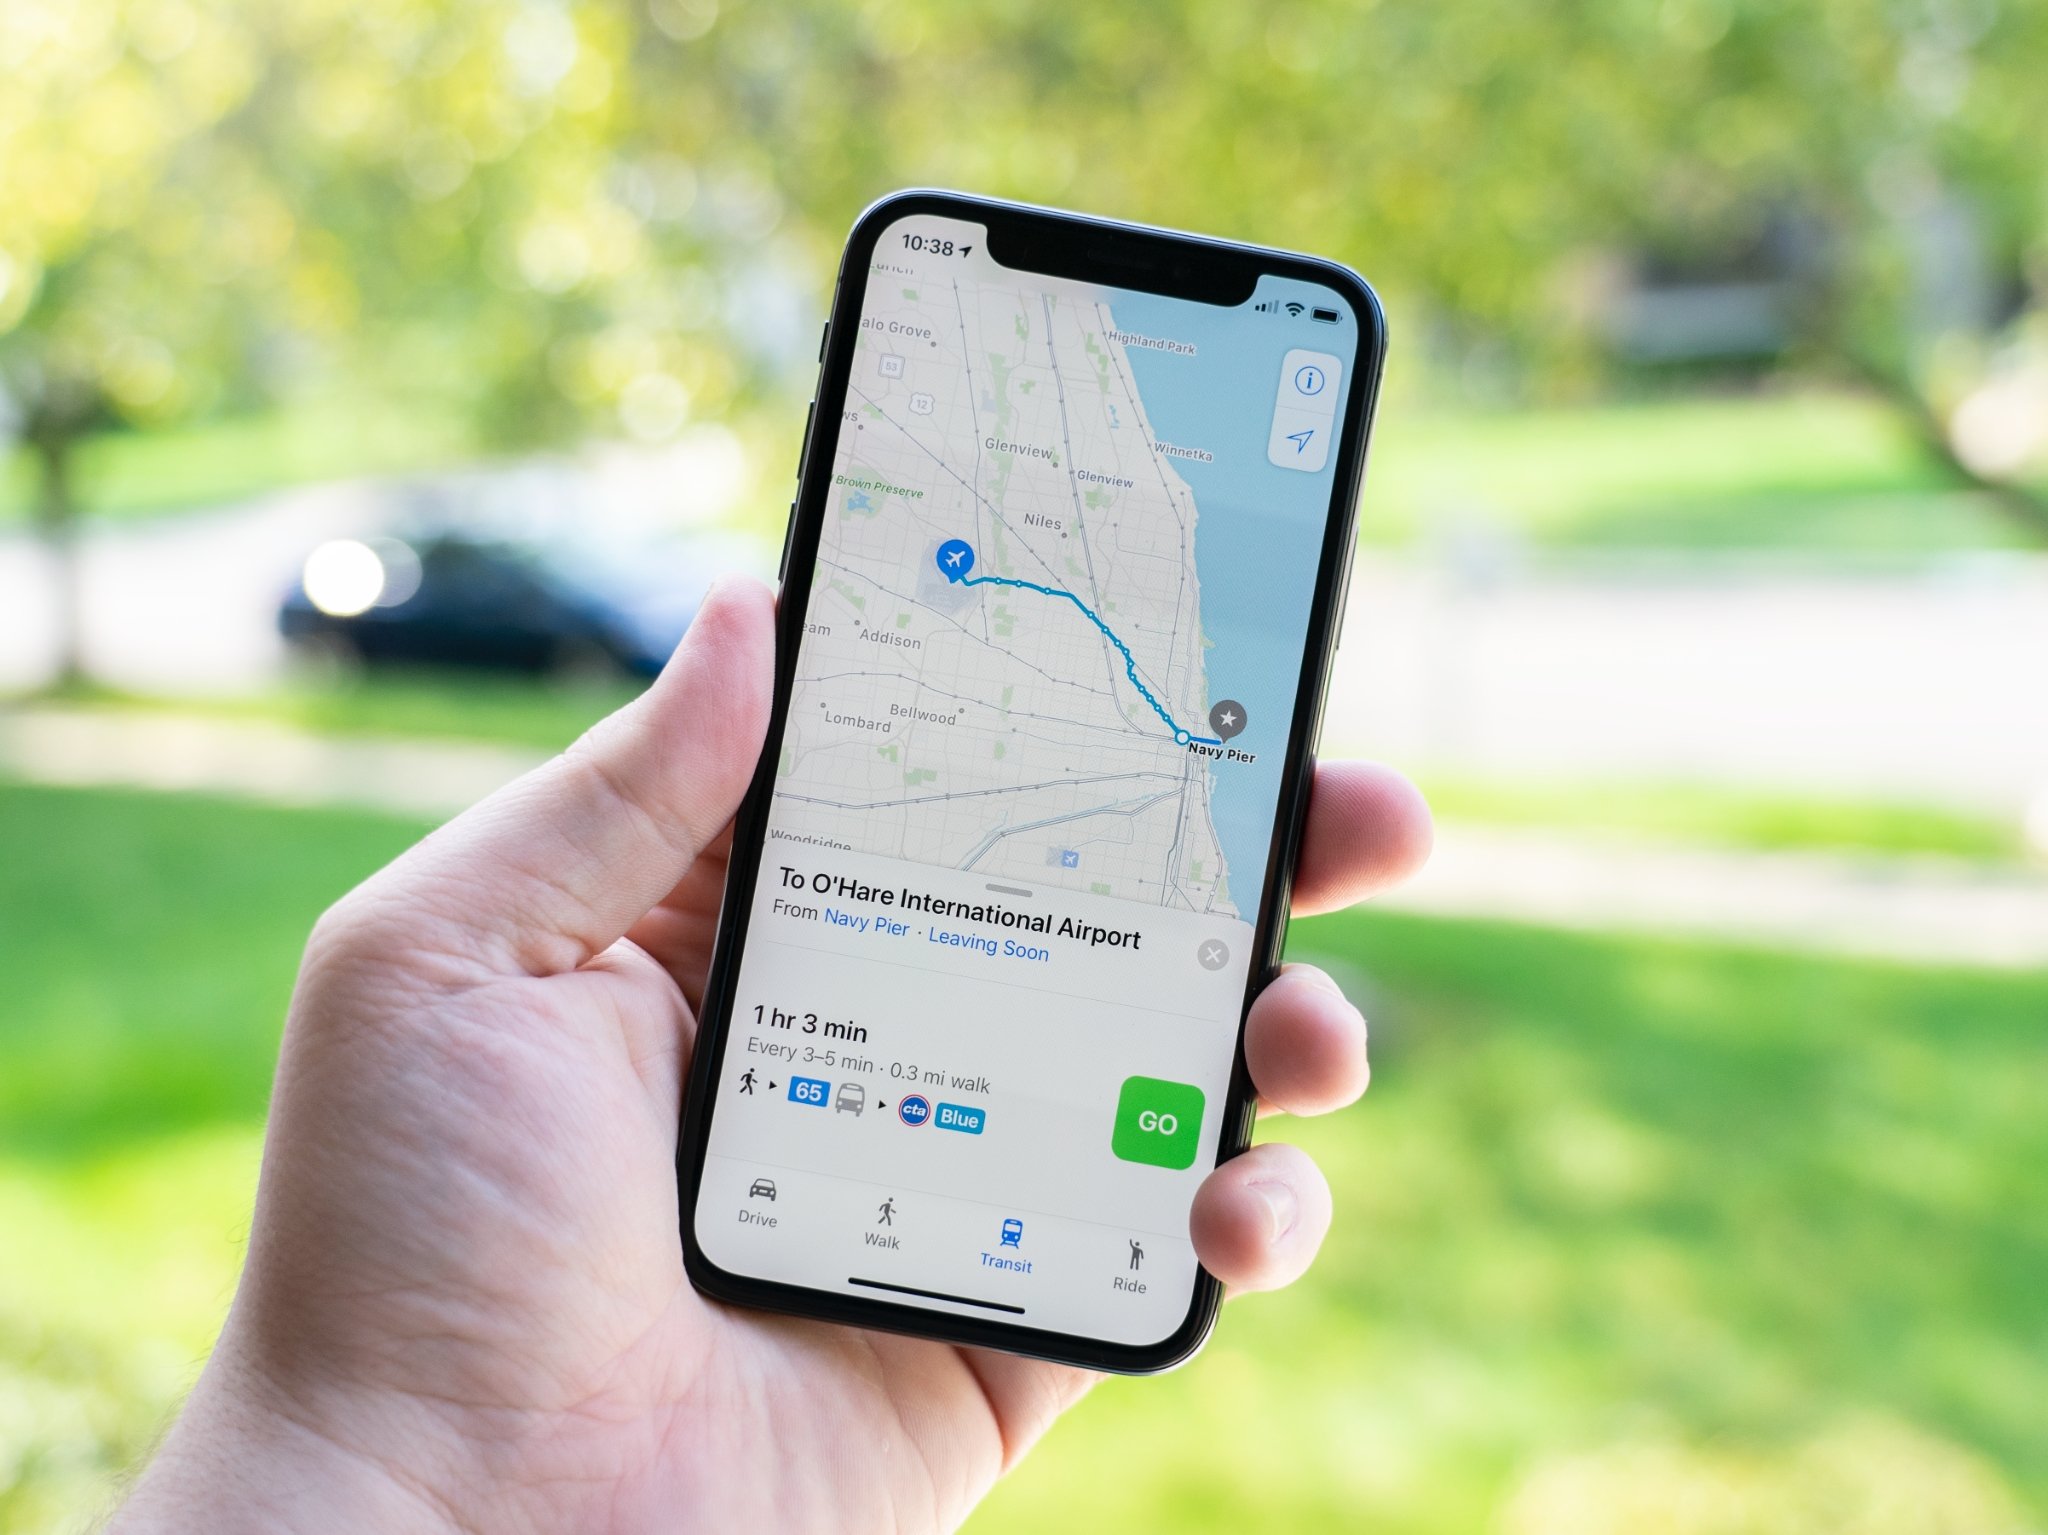 10:38
alo Grove
Highland Park
53
12
Winnetka
Glenview
Glenview
Brown Preserve
Niles
Addison
Bellwood
Lombard
Navy Pier
Woodridge
To O'Hare International Airport
From Navy Pier · Leaving Soon
1 hr 3 min
Every 3–5 min · 0.3 mi walk
65 cta Blue
GO
Drive
Walk
Transit
Ride